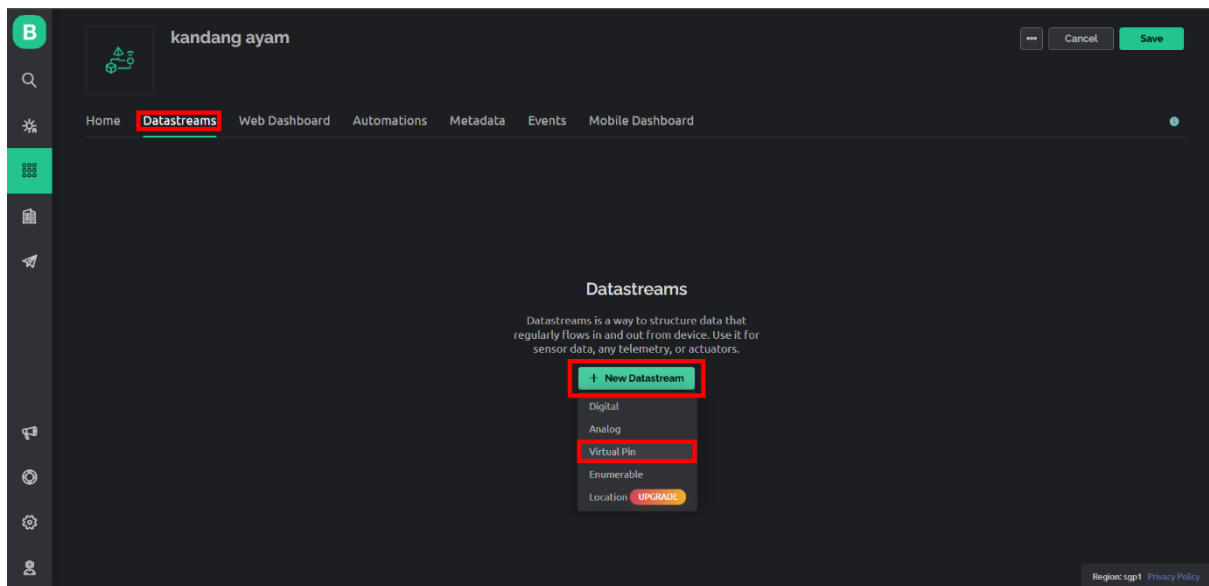 B
kandang ayam
Cancel
Save
Home Datastreams Web Dashboard Automations Metadata Events Mobile Dashboard
Datastreams
Datastreams is a way to structure data that
regularly flows in and out from device. Use it for
sensor data, any telemetry, or actuators.
+ New Datastream
Digital
Analog
Virtual Pin
Enumerable
Location UPGRADE
Region: sgp1 Privacy Policy